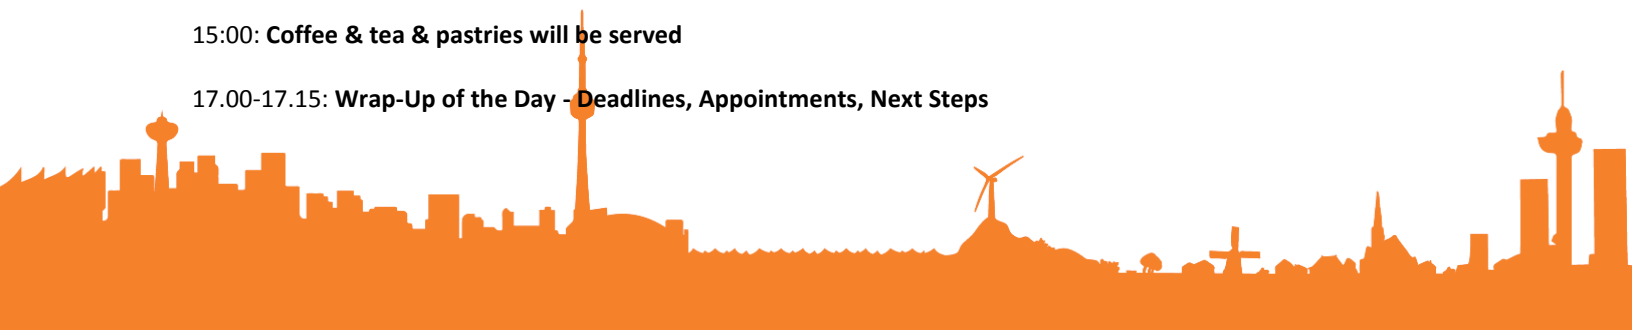 15:00: Coffee & tea & pastries will be served
17.00-17.15: Wrap-Up of the Day - Deadlines, Appointments, Next Steps